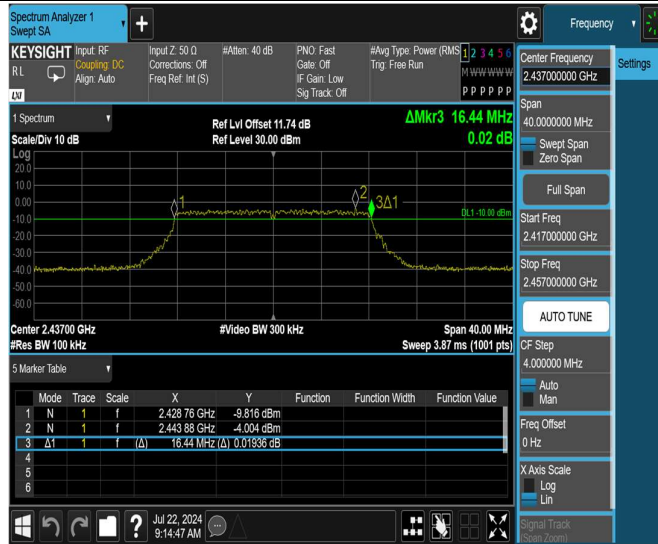 Spectrum Analyzer 1
Swept SA
Frequency
KEYSIGHT
Input: RF
Input Z: 50 Ω
#Atten: 40 dB
PNO: Fast
#Avg Type: Power (RMS
1 2 3 4 5 6
RL
Coupling: DC
Corrections: Off
Gate: Off
Trig: Free Run
M W W W W W
Align: Auto
Freq Ref: Int (S)
IF Gain: Low
Sig Track: Off
P P P P P P
LXI
1 Spectrum
Ref Lvl Offset 11.74 dB
ΔMkr3 16.44 MHz
Scale/Div 10 dB
Ref Level 30.00 dBm
0.02 dB
Log
20.0
10.0
0.00
-10.0
-20.0
-30.0
-40.0
-50.0
-60.0
1
2
3Δ1
DL1 -10.00 dBm
Center 2.43700 GHz
#Video BW 300 kHz
Span 40.00 MHz
#Res BW 100 kHz
Sweep 3.87 ms (1001 pts)
5 Marker Table
Mode Trace Scale X Y Function Function Width Function Value
1 N 1 f 2.428 76 GHz -9.816 dBm
2 N 1 f 2.443 88 GHz -4.004 dBm
3 Δ1 1 f (Δ) 16.44 MHz (Δ) 0.01936 dB
4
5
6
Jul 22, 2024
9:14:47 AM
Center Frequency
2.437000000 GHz
Settings
Span
40.0000000 MHz
Swept Span
Zero Span
Full Span
Start Freq
2.417000000 GHz
Stop Freq
2.457000000 GHz
AUTO TUNE
CF Step
4.000000 MHz
Auto
Man
Freq Offset
0 Hz
X Axis Scale
Log
Lin
Signal Track
(Span Zoom)